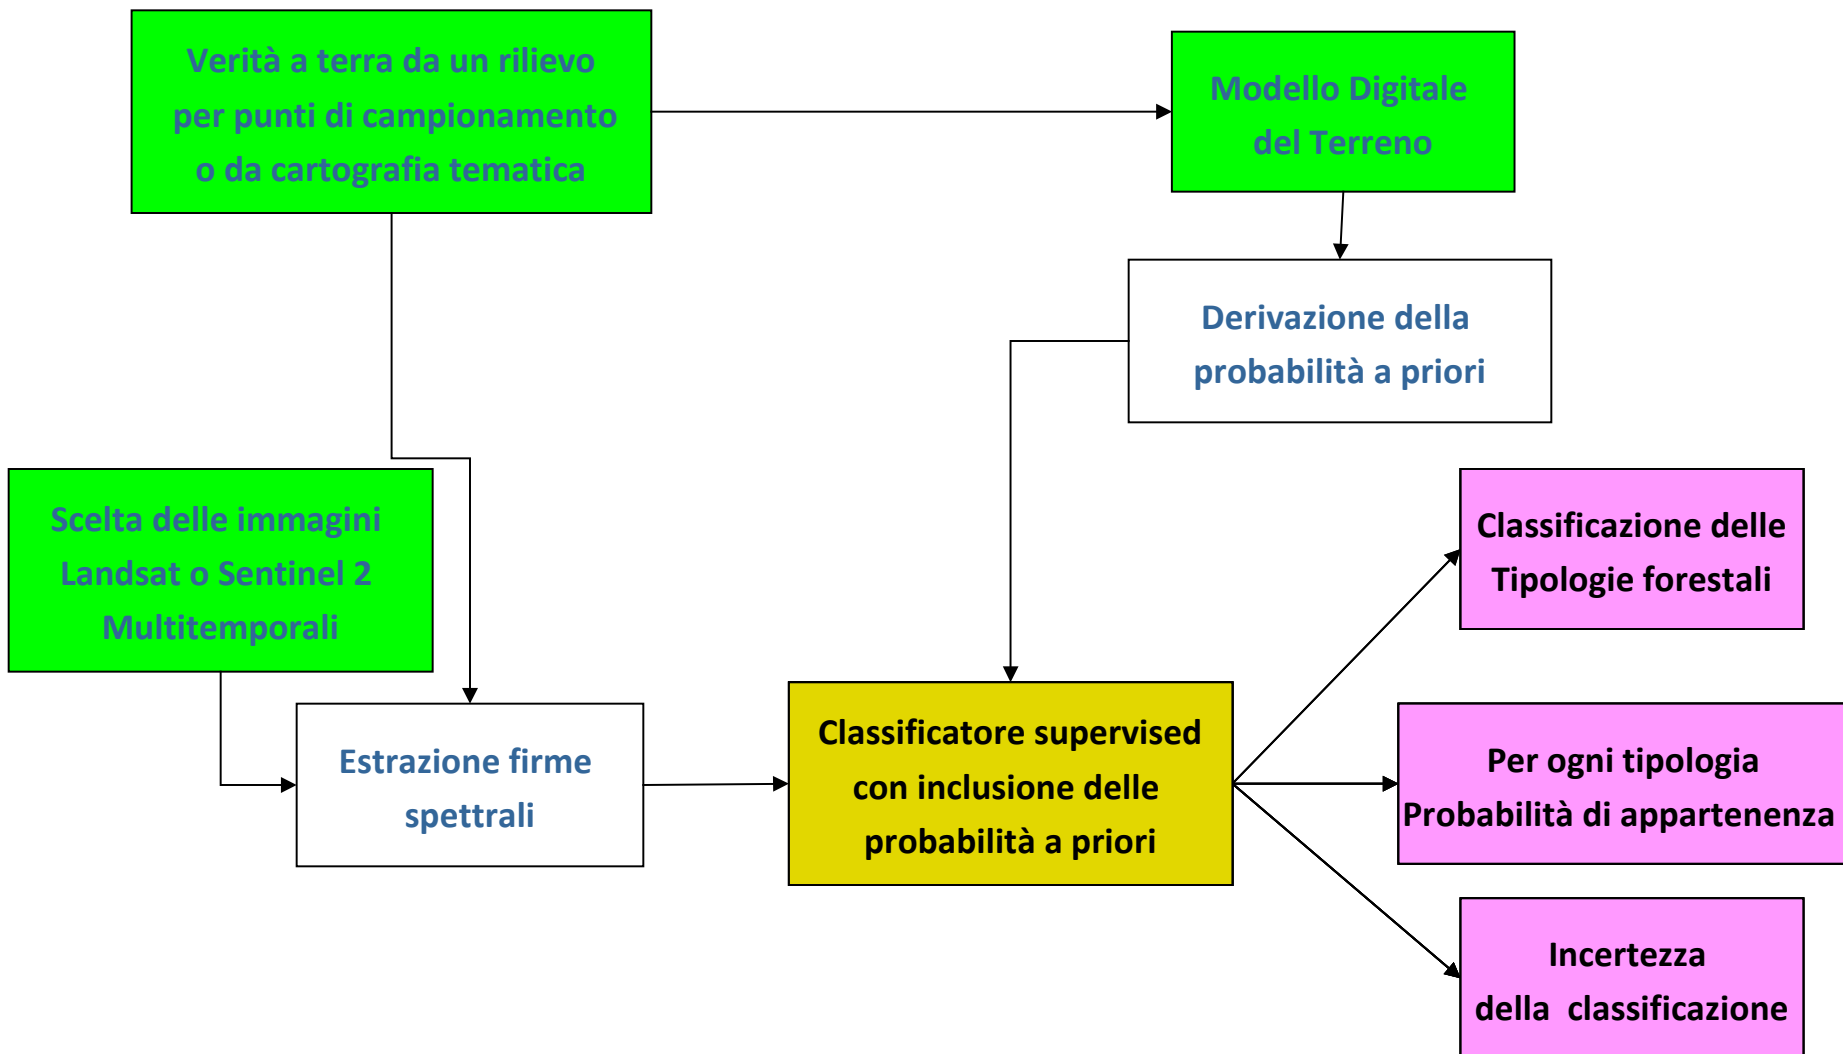 Verità a terra da un rilievo
per punti di campionamento
o da cartografia tematica
Modello Digitale
del Terreno
Derivazione della
probabilità a priori
Scelta delle immagini
Landsat o Sentinel 2
Multitemporali
Estrazione firme
spettrali
Classificatore supervised
con inclusione delle
probabilità a priori
Classificazione delle
Tipologie forestali
Per ogni tipologia
Probabilità di appartenenza
Incertezza
della  classificazione